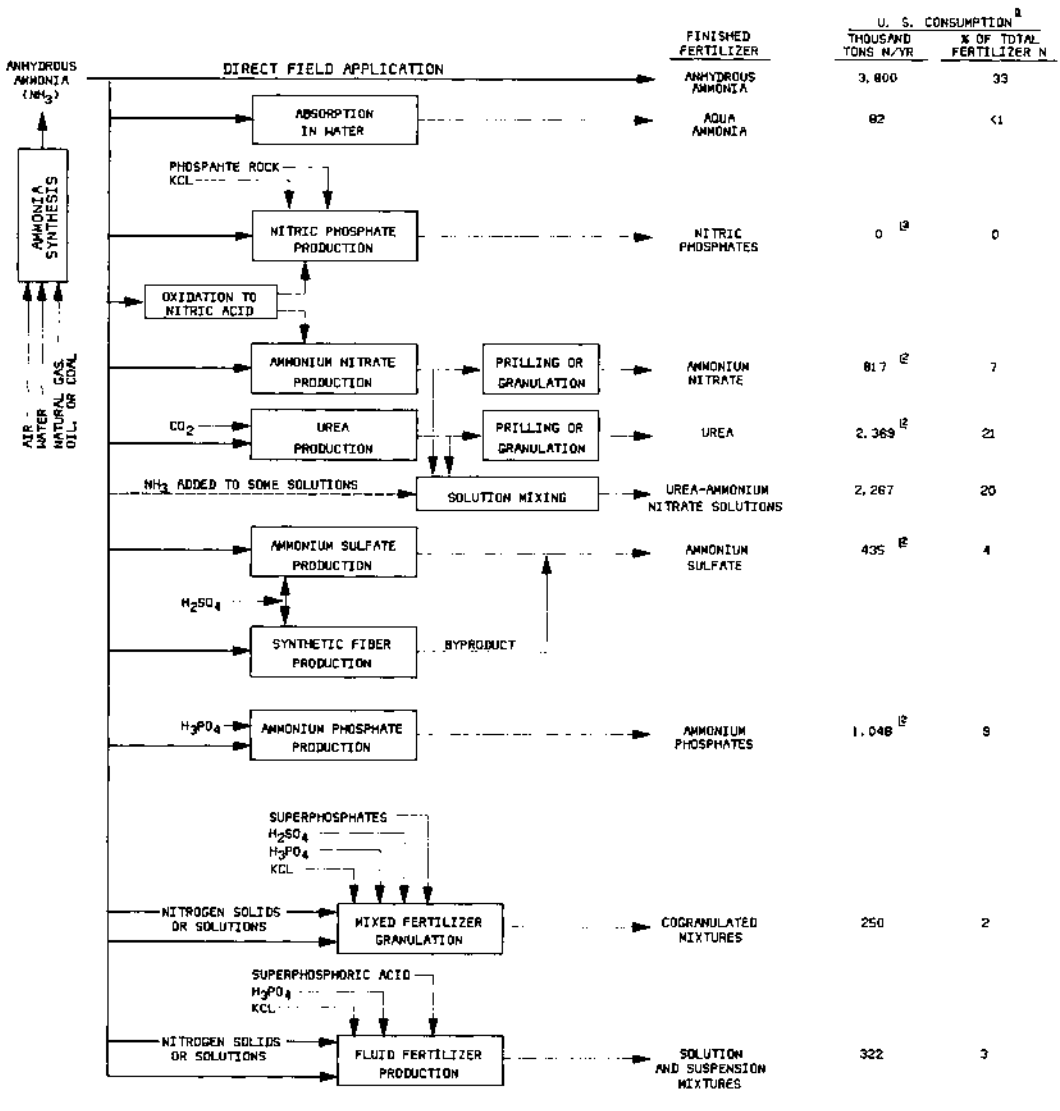 U. S. CONSUMPTION a
FINISHED FERTILIZER
THOUSAND TONS N/YR
% OF TOTAL FERTILIZER N
ANHYDROUS AMMONIA (NH3)
DIRECT FIELD APPLICATION
ANHYDROUS AMMONIA
3,800
33
ABSORPTION IN WATER
AQUA AMMONIA
82
<1
AMMONIA SYNTHESIS
PHOSPAHTE ROCK
KCL
NITRIC PHOSPHATE PRODUCTION
NITRIC PHOSPHATES
0
0
OXIDATION TO NITRIC ACID
AMMONIUM NITRATE PRODUCTION
PRILLING OR GRANULATION
AMMONIUM NITRATE
817
7
AIR
WATER
NATURAL GAS, OIL, OR COAL
CO2
UREA PRODUCTION
PRILLING OR GRANULATION
UREA
2,369
21
NH3 ADDED TO SOME SOLUTIONS
SOLUTION MIXING
UREA-AMMONIUM NITRATE SOLUTIONS
2,267
20
AMMONIUM SULFATE PRODUCTION
AMMONIUM SULFATE
435
4
H2SO4
SYNTHETIC FIBER PRODUCTION
BYPRODUCT
H3PO4
AMMONIUM PHOSPHATE PRODUCTION
AMMONIUM PHOSPHATES
1,048
9
SUPERPHOSPHATES
H2SO4
H3PO4
KCL
NITROGEN SOLIDS OR SOLUTIONS
MIXED FERTILIZER GRANULATION
COGRANULATED MIXTURES
250
2
SUPERPHOSPHORIC ACID
H3PO4
KCL
NITROGEN SOLIDS OR SOLUTIONS
FLUID FERTILIZER PRODUCTION
SOLUTION AND SUSPENSION MIXTURES
322
3